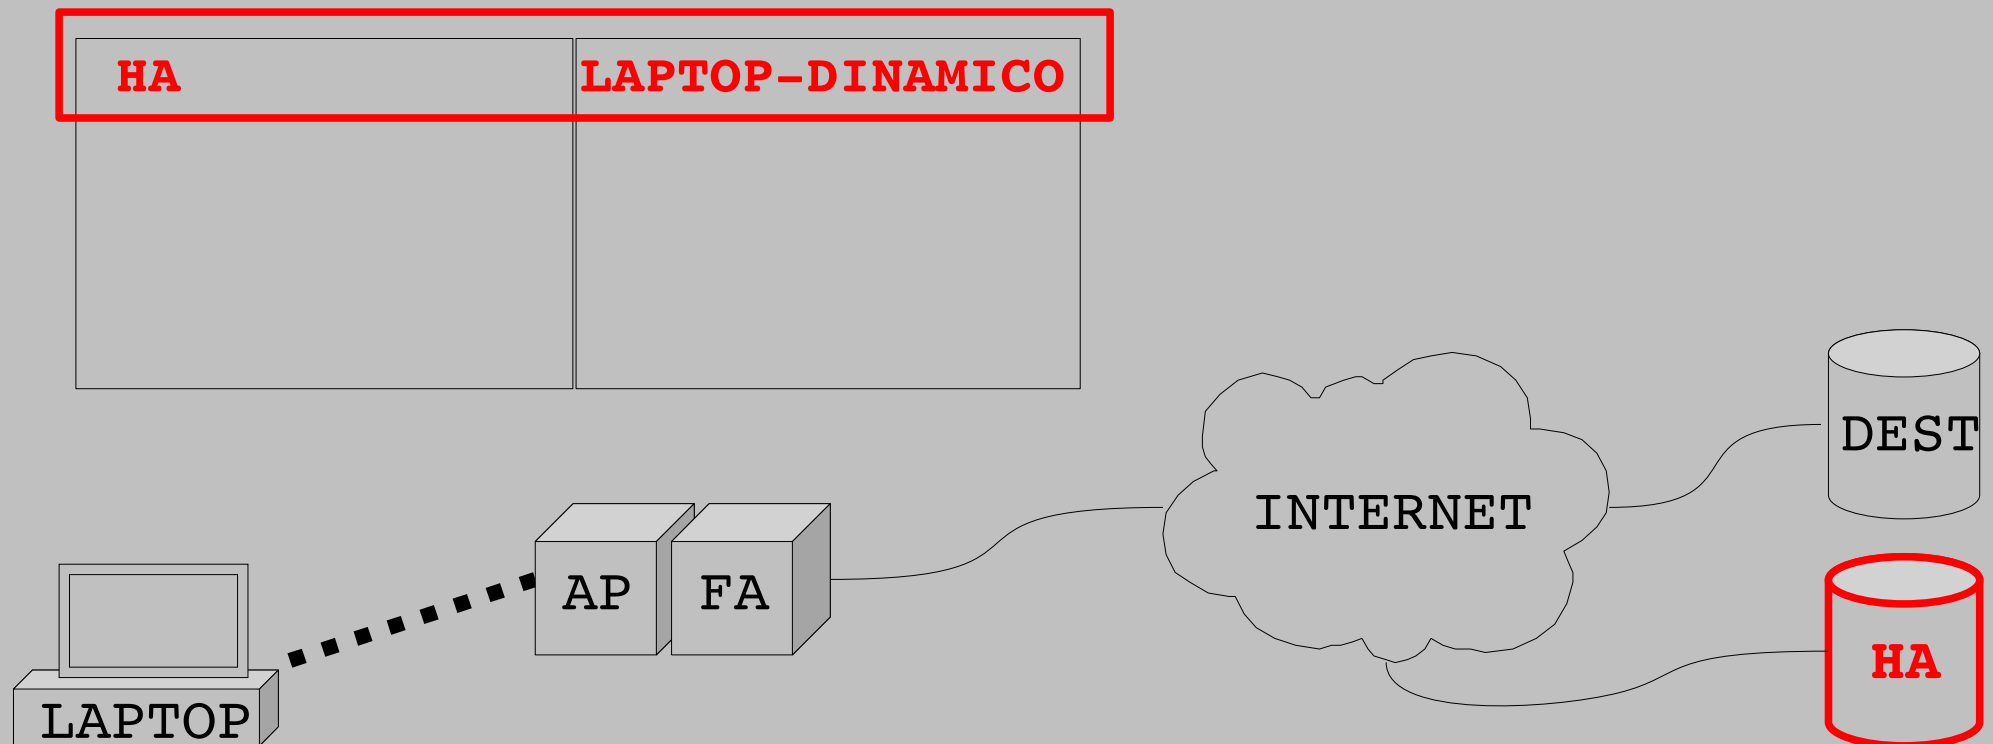 HA LAPTOP-DINAMICO
DEST
INTERNET
AP FA
HA
LAPTOP